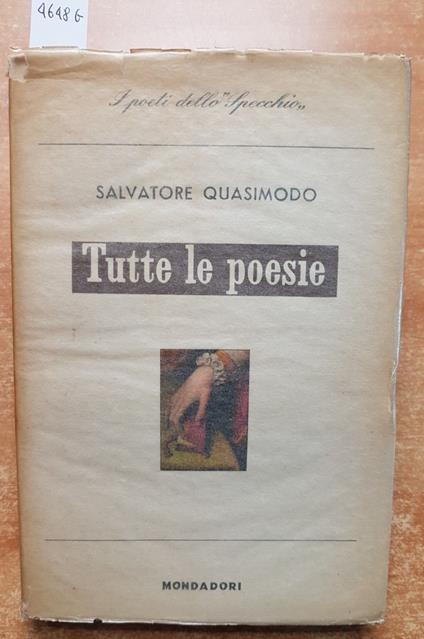 4648 G
I poeti dello "Specchio„
SALVATORE QUASIMODO
Tutte le poesie
MONDADORI